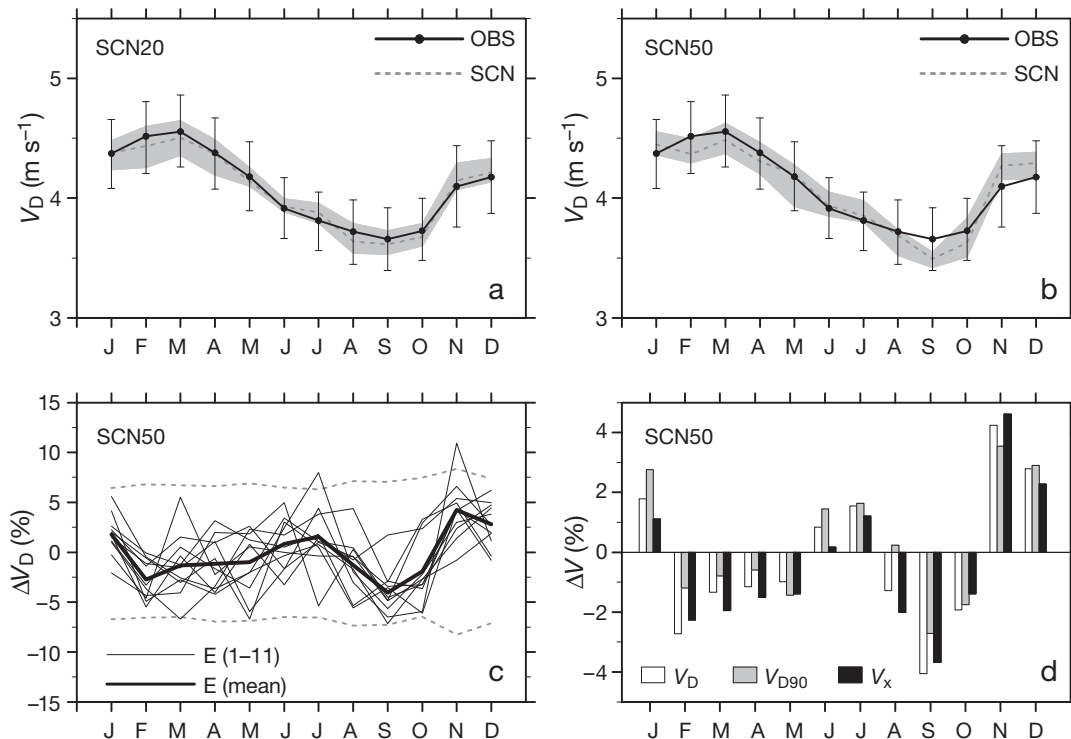 SCN20
OBS
SCN
5
4
3
V_D (m s⁻¹)
J F M A M J J A S O N D
a
SCN50
OBS
SCN
5
4
3
V_D (m s⁻¹)
J F M A M J J A S O N D
b
SCN50
15
10
5
0
−5
−10
−15
ΔV_D (%)
E (1–11)
E (mean)
J F M A M J J A S O N D
c
SCN50
4
2
0
−2
−4
ΔV (%)
V_D V_D90 V_x
J F M A M J J A S O N D
d